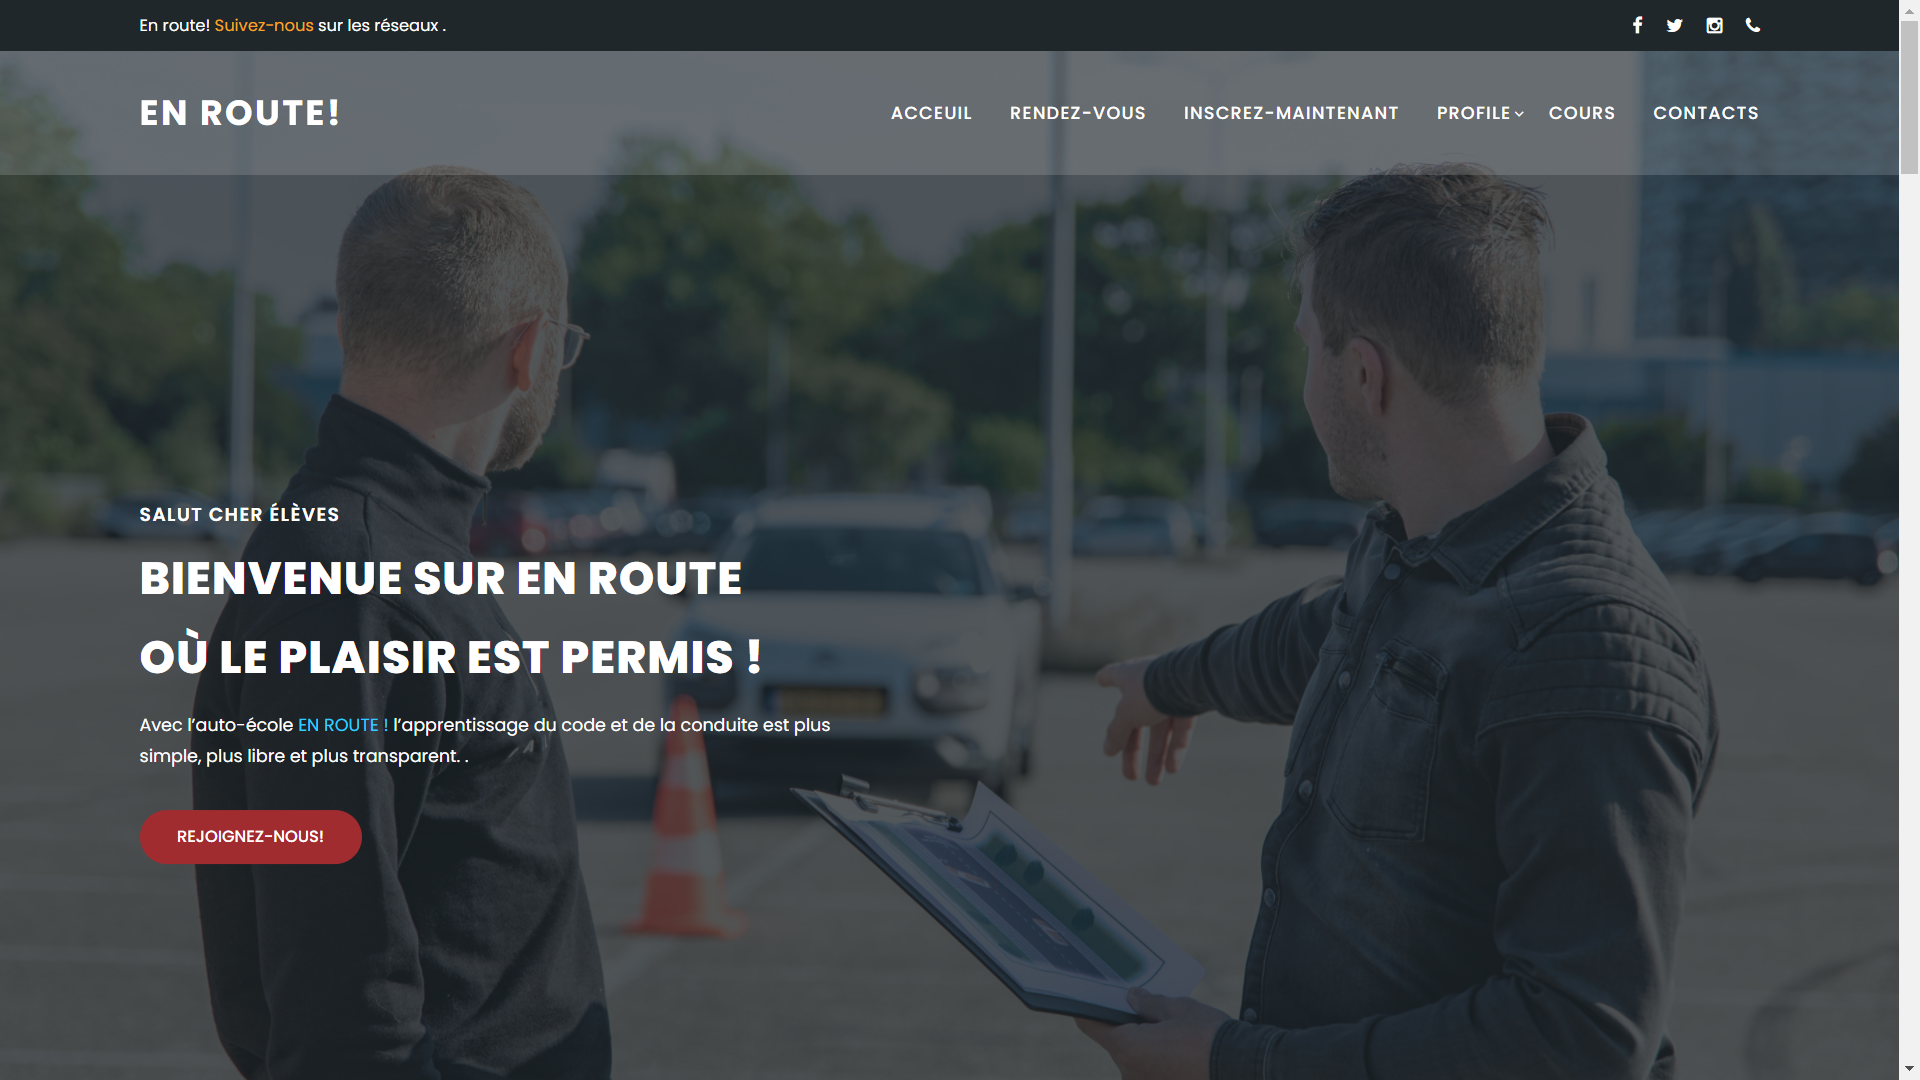 En route! Suivez-nous sur les réseaux .
EN ROUTE!
ACCEUIL RENDEZ-VOUS INSCREZ-MAINTENANT PROFILE COURS CONTACTS
SALUT CHER ÉLÈVES
BIENVENUE SUR EN ROUTE
OÙ LE PLAISIR EST PERMIS !
Avec l’auto-école EN ROUTE ! l’apprentissage du code et de la conduite est plus
simple, plus libre et plus transparent. .
REJOIGNEZ-NOUS!